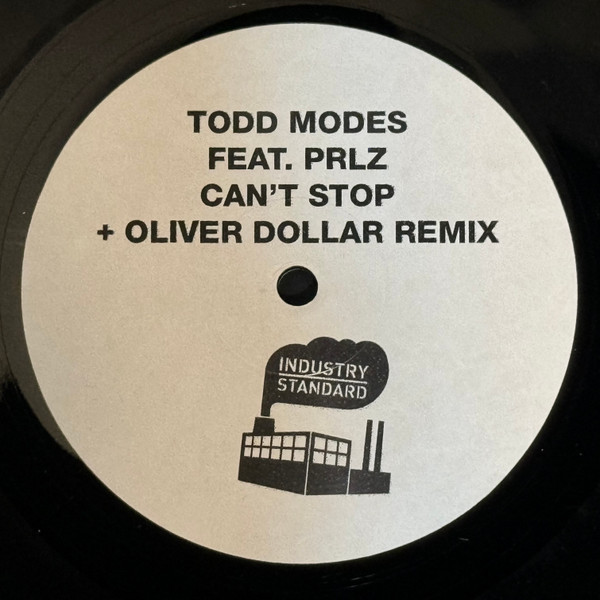 TODD MODES
FEAT. PRLZ
CAN'T STOP
+ OLIVER DOLLAR REMIX
INDUSTRY
STANDARD